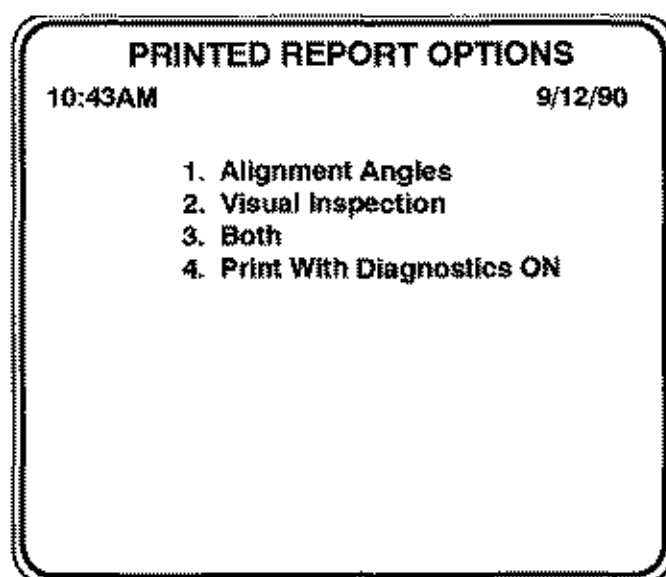 PRINTED REPORT OPTIONS
10:43AM 9/12/90
1. Alignment Angles
2. Visual Inspection
3. Both
4. Print With Diagnostics ON